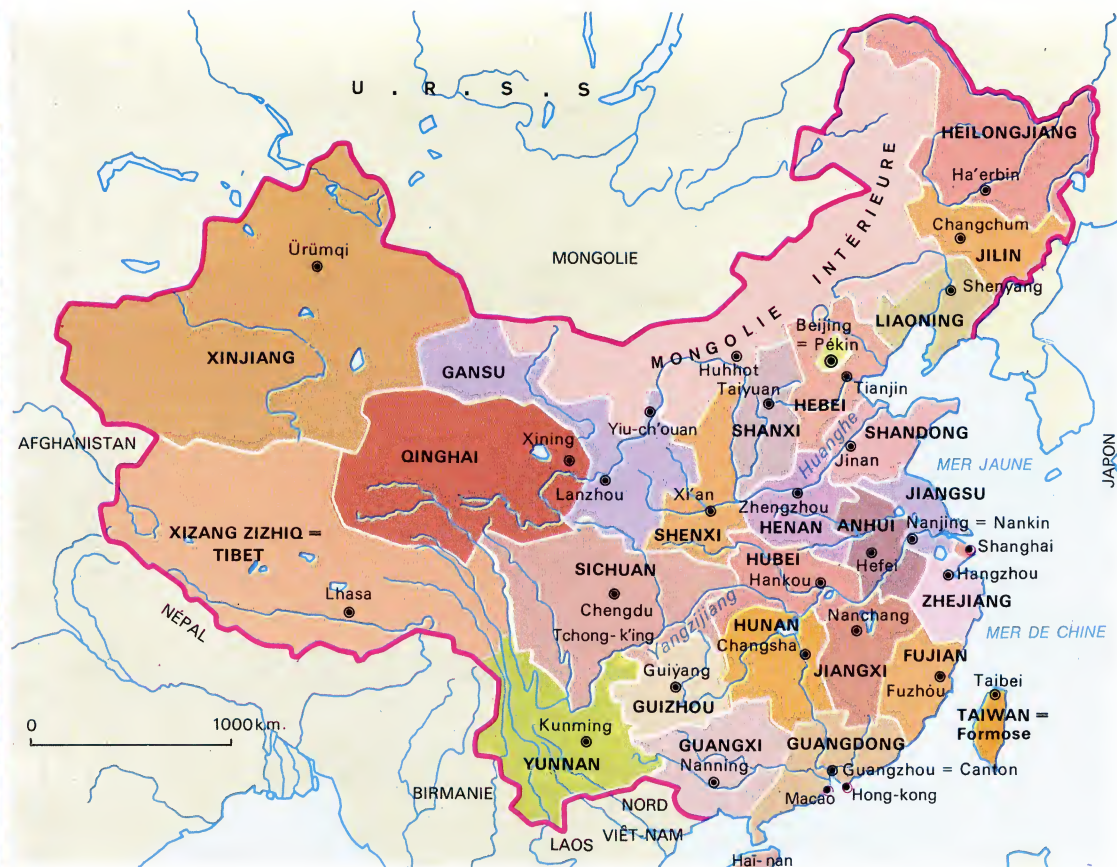 U . R . S . S
HEILONGJIANG
Ha'erbin
Changchum
JILIN
Shenyang
LIAONING
MONGOLIE
MONGOLIE INTÉRIEURE
Ürümqi
XINJIANG
GANSU
Huhhot
Beijing
= Pékin
Tianjin
Taiyuan
HEBEI
Yiu-ch'ouan
SHANXI
Huanghe
SHANDONG
Jinan
MER JAUNE
JAPON
AFGHANISTAN
QINGHAI
Xining
Lanzhou
Xi'an
SHENXI
Zhengzhou
HENAN
ANHUI
Hefei
JIANGSU
Nanjing = Nankin
Shanghai
Hangzhou
ZHEJIANG
XIZANG ZIZHIQ =
TIBET
Lhasa
NÉPAL
SICHUAN
Chengdu
Tchong-k'ing
HUBEI
Hankou
Yangzijiang
HUNAN
Changsha
Nanchang
JIANGXI
MER DE CHINE
FUJIAN
Fuzhou
Taibei
TAIWAN =
Formose
Guiyang
GUIZHOU
0 1000 km.
Kunming
YUNNAN
GUANGXI
Nanning
GUANGDONG
Guangzhou = Canton
Macao
Hong-kong
BIRMANIE
NORD
VIÊT-NAM
LAOS
Haï-nan